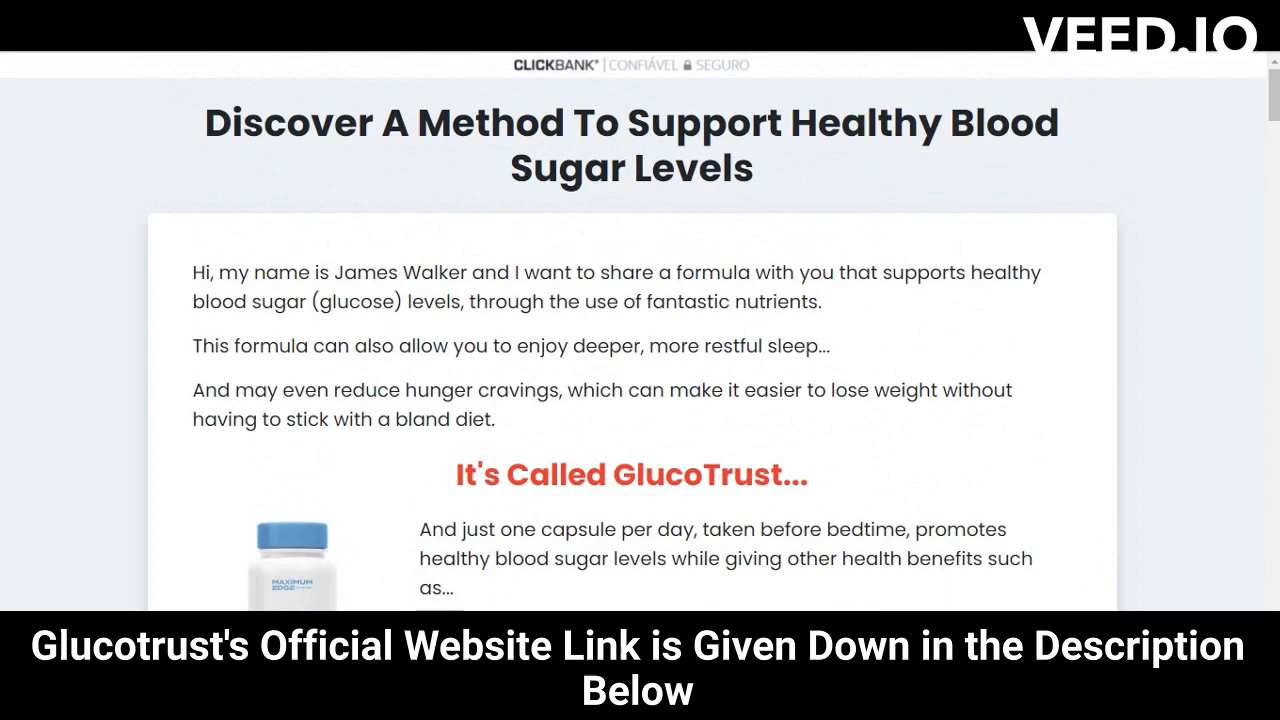 VEED.IO
CLICKBANK® | CONFIÁVEL SEGURO
Discover A Method To Support Healthy Blood
Sugar Levels
Hi, my name is James Walker and I want to share a formula with you that supports healthy
blood sugar (glucose) levels, through the use of fantastic nutrients.
This formula can also allow you to enjoy deeper, more restful sleep...
And may even reduce hunger cravings, which can make it easier to lose weight without
having to stick with a bland diet.
It's Called GlucoTrust...
And just one capsule per day, taken before bedtime, promotes
healthy blood sugar levels while giving other health benefits such
as...
MAXIMUM
EDGE
Glucotrust's Official Website Link is Given Down in the Description
Below